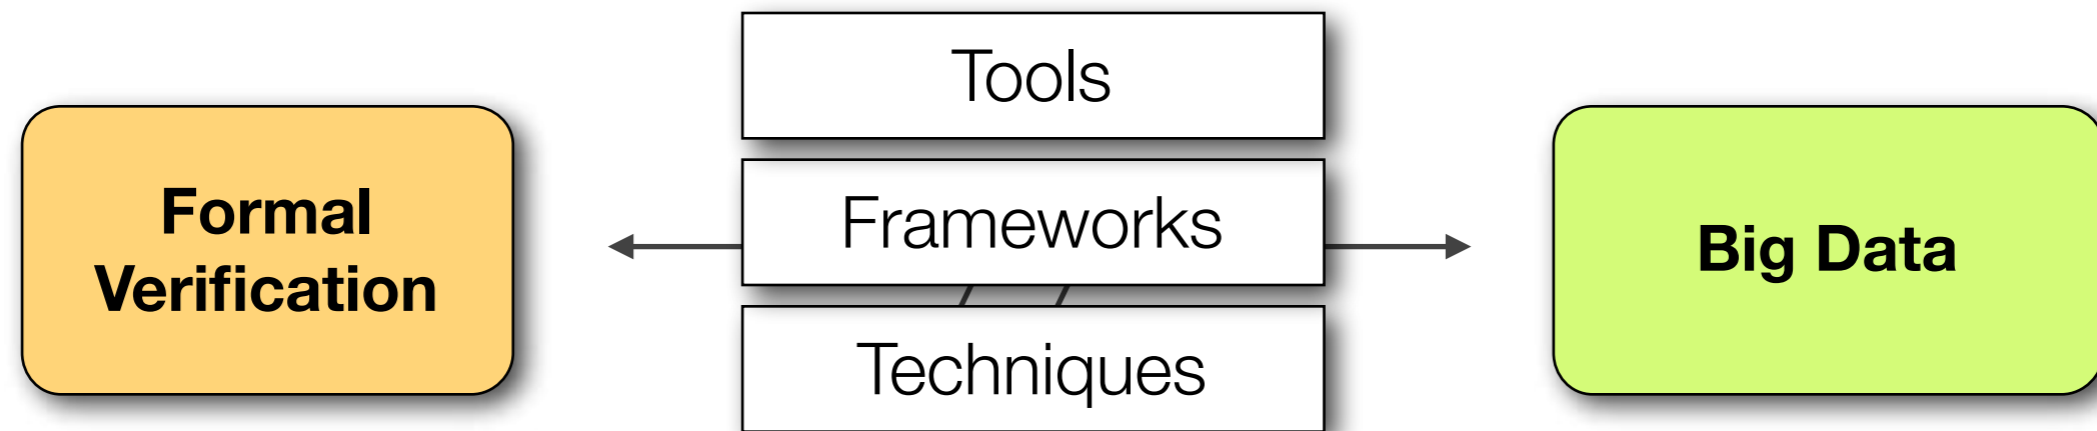 Formal
Verification
Tools
Frameworks
Techniques
Big Data